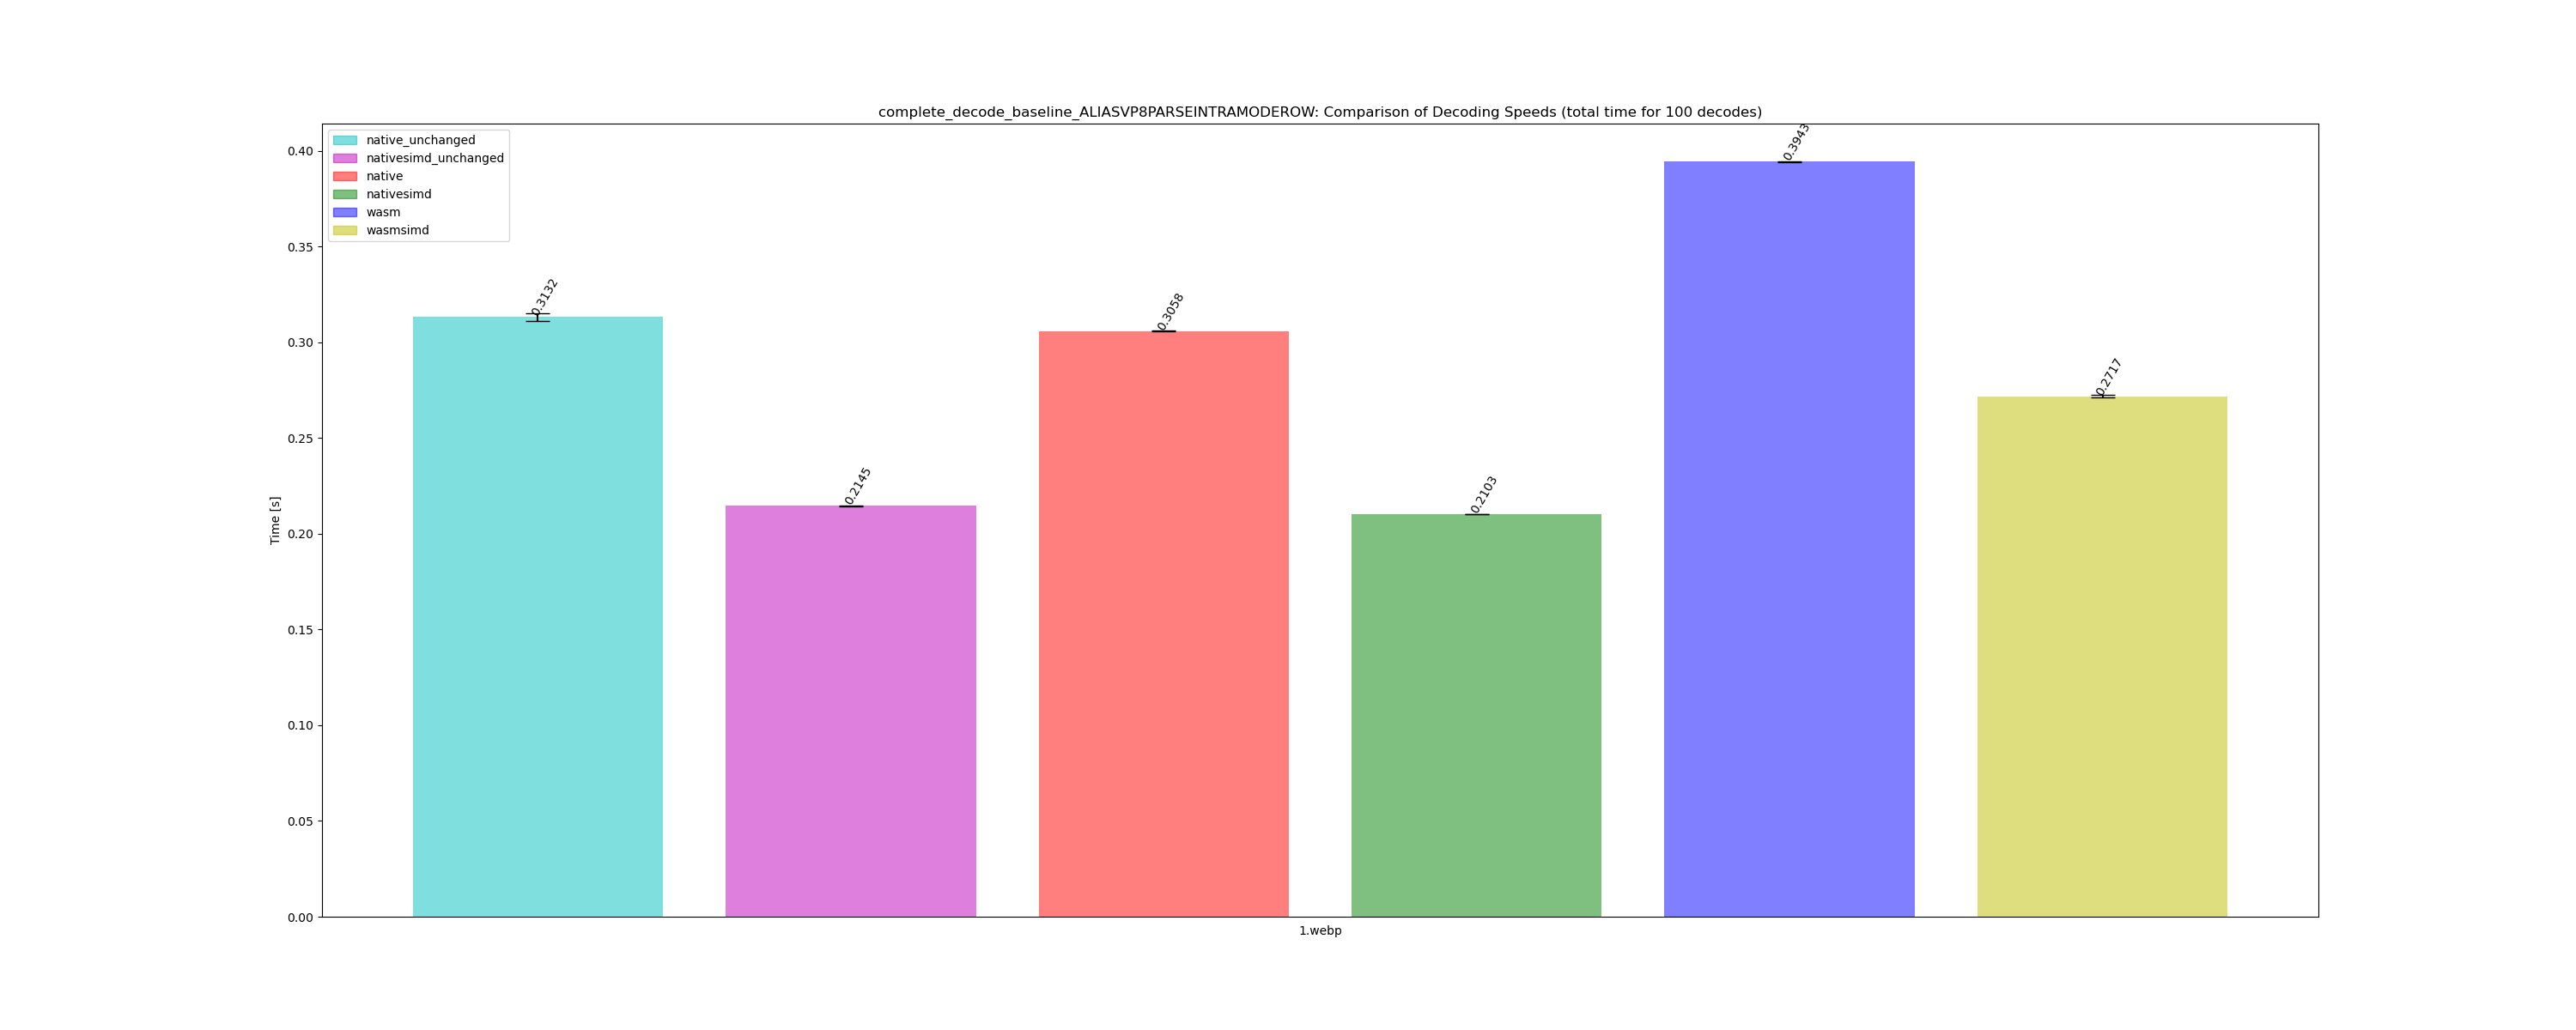 complete_decode_baseline_ALIASVP8PARSEINTRAMODEROW: Comparison of Decoding Speeds (total time for 100 decodes)
native_unchanged
nativesimd_unchanged
native
nativesimd
wasm
wasmsimd
Time [s]
0.40
0.35
0.30
0.25
0.20
0.15
0.10
0.05
0.00
0.3132
0.2145
0.3058
0.2103
0.3943
0.2717
1.webp